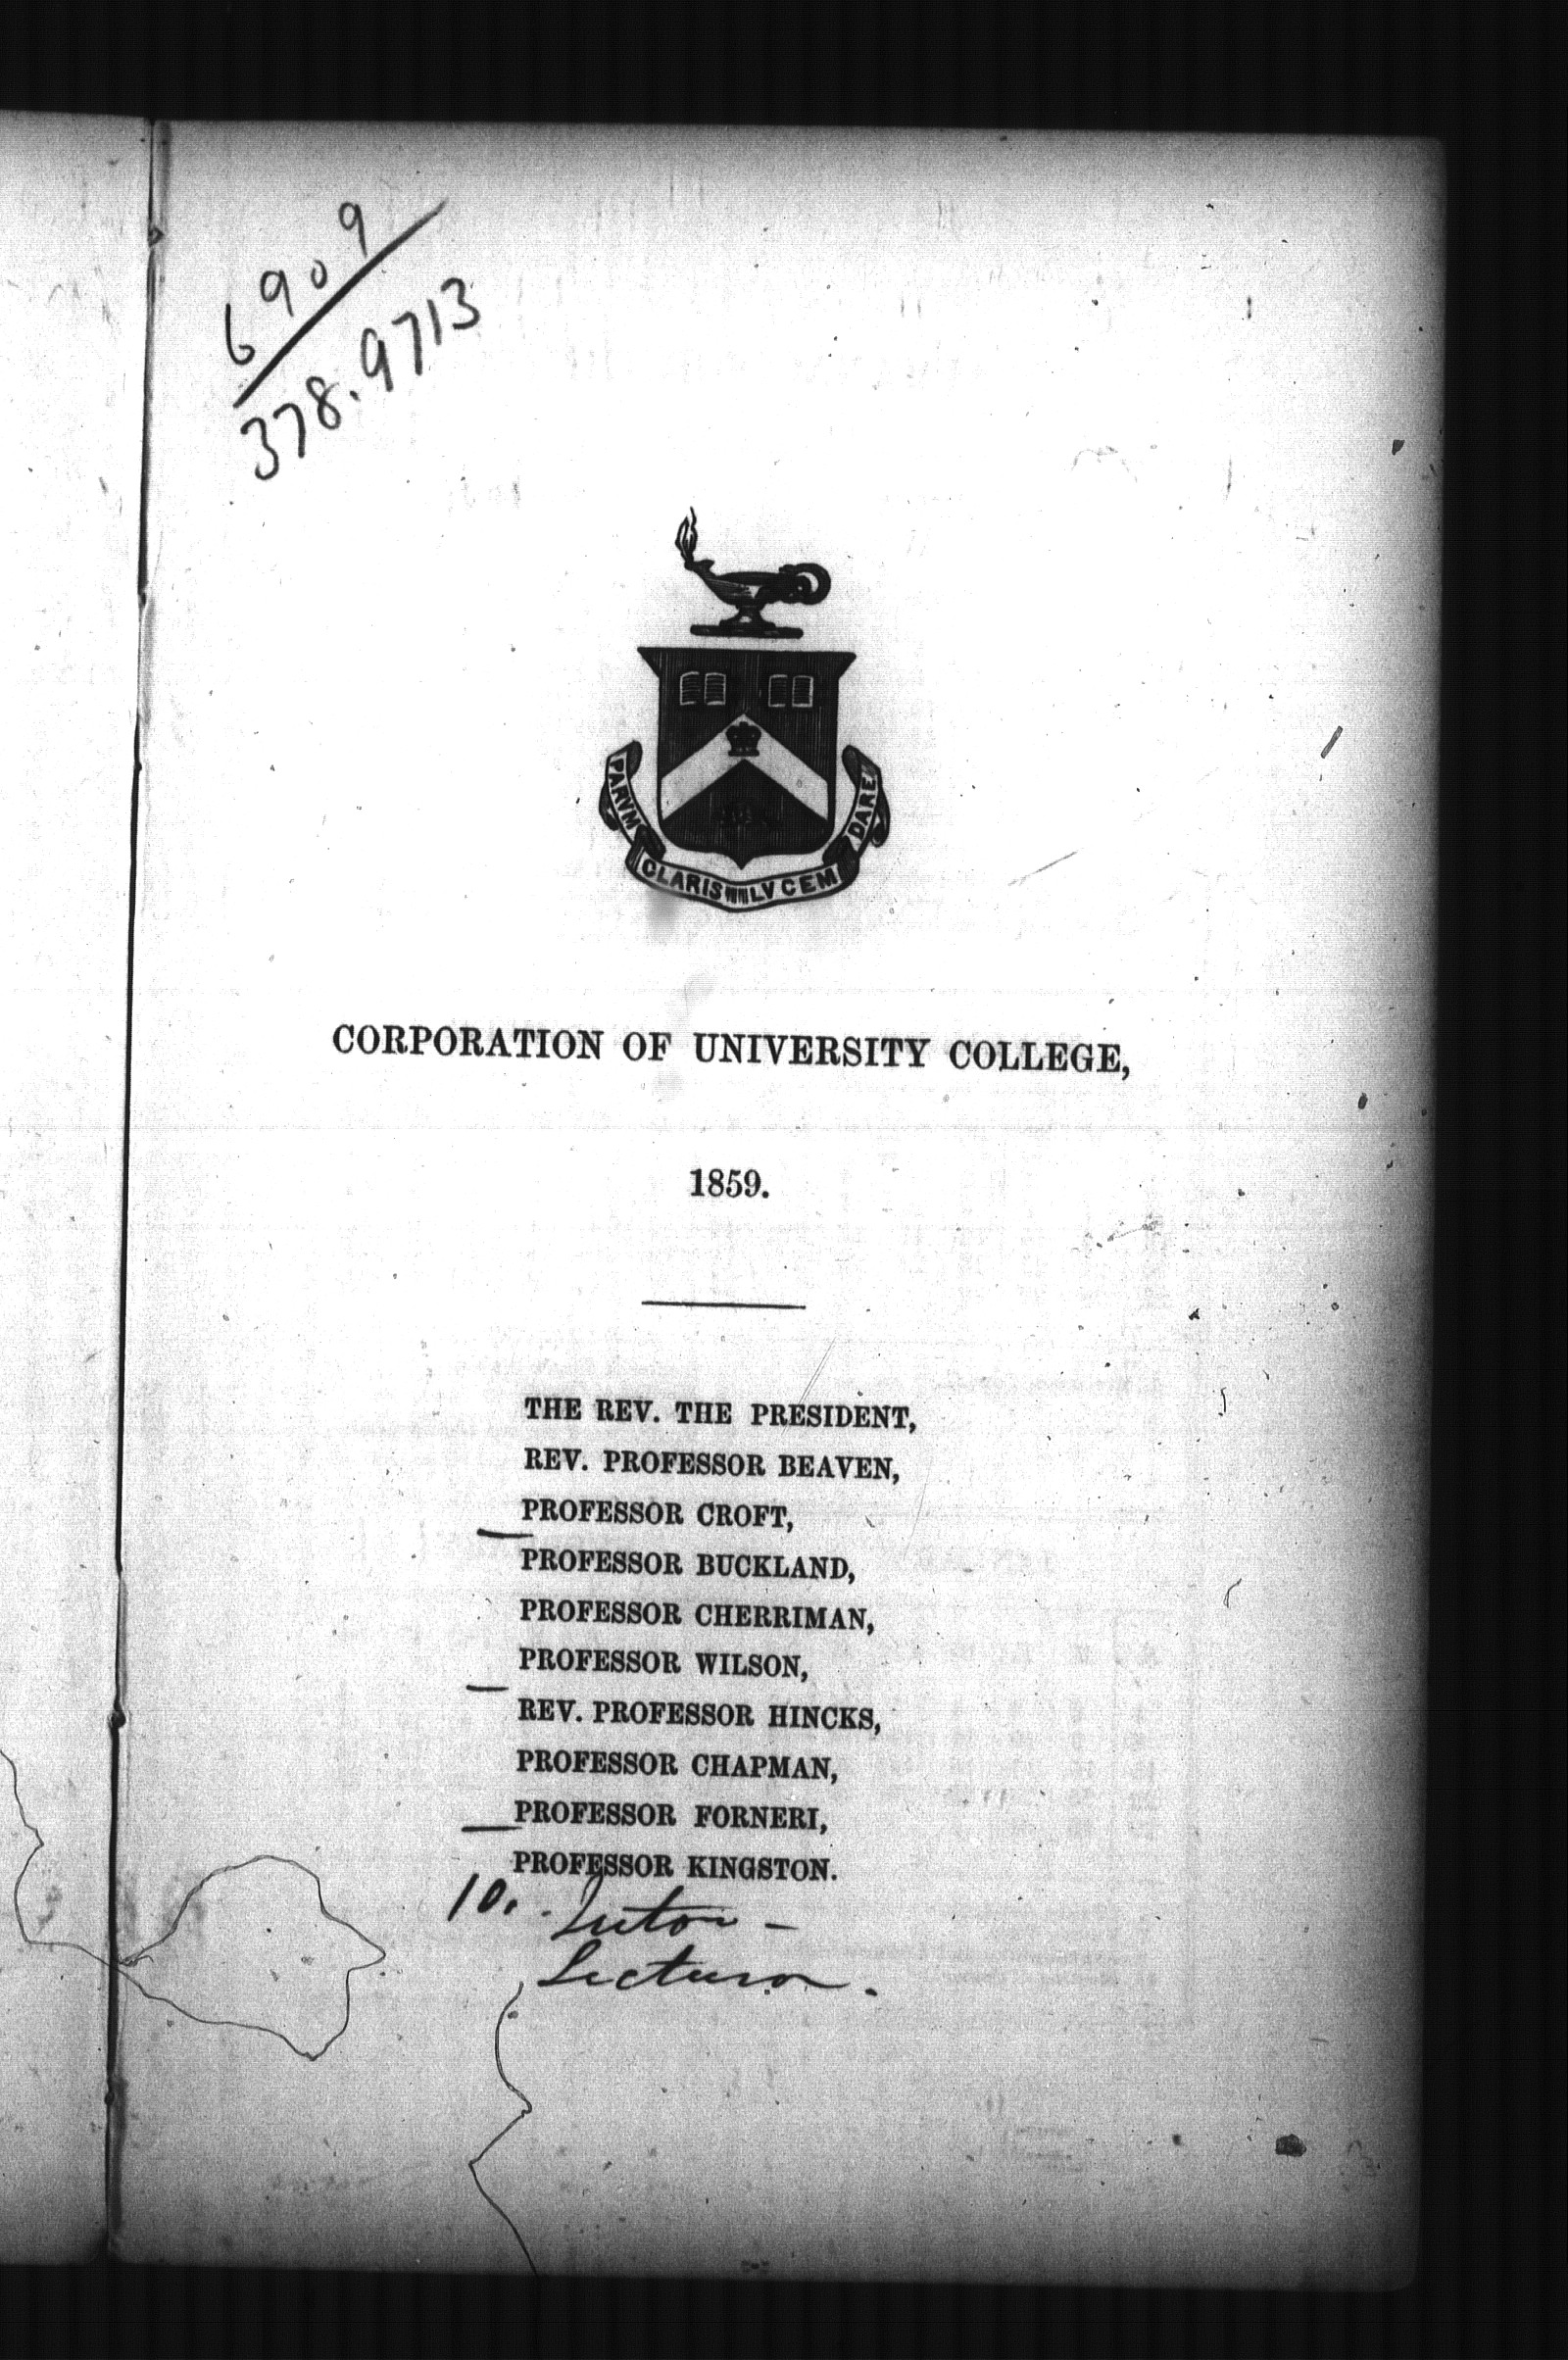 6909
378.9713
PARVM CLARIS LVCEM DARE
CORPORATION OF UNIVERSITY COLLEGE,
1859.
THE REV. THE PRESIDENT,
REV. PROFESSOR BEAVEN,
PROFESSOR CROFT,
PROFESSOR BUCKLAND,
PROFESSOR CHERRIMAN,
PROFESSOR WILSON,
REV. PROFESSOR HINCKS,
PROFESSOR CHAPMAN,
PROFESSOR FORNERI,
PROFESSOR KINGSTON.
10. Tutor –
Lecturer.